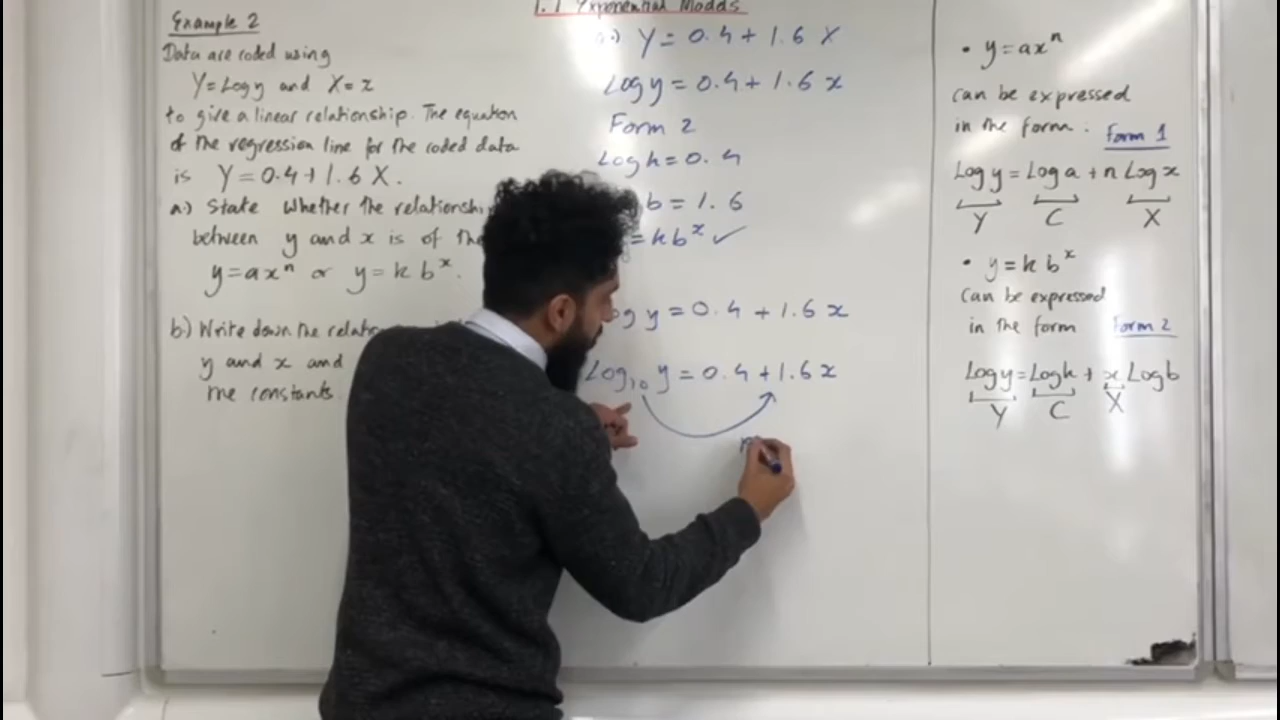 1.1 Exponential Models
Example 2
Data are coded using
Y = Log y and X = x
to give a linear relationship. The equation
of the regression line for the coded data
is Y = 0.4 + 1.6 X.
a.) State whether the
between y and x is of the
y = ax^n or y = k b^x.
b.) Write down the
y and x and
the constants.
a.) Y = 0.4 + 1.6 X
Log y = 0.4 + 1.6 x
Form 2
Log k = 0.4
b = 1.6
= kb^x ✓
y = 0.4 + 1.6 x
Log₁₀ y = 0.4 + 1.6 x
• y = ax^n
can be expressed
in the form : Form 1
Log y = Log a + n Log x
Y C X
• y = k b^x
can be expressed
in the form Form 2
Log y = Log k + x Log b
Y C X